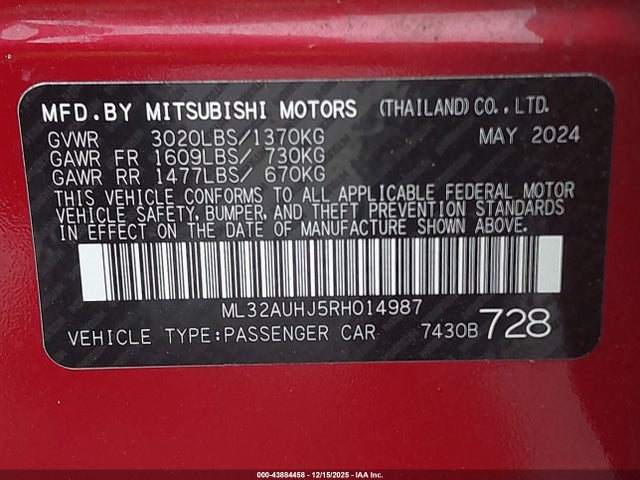 MFD.BY MITSUBISHI MOTORS (THAILAND) CO., LTD.
GVWR 3020LBS/1370KG MAY 2024
GAWR FR 1609LBS/ 730KG
GAWR RR 1477LBS/ 670KG
THIS VEHICLE CONFORMS TO ALL APPLICABLE FEDERAL MOTOR
VEHICLE SAFETY, BUMPER, AND THEFT PREVENTION STANDARDS
IN EFFECT ON THE DATE OF MANUFACTURE SHOWN ABOVE.
ML32AUHJ5RH014987
VEHICLE TYPE:PASSENGER CAR 7430B 728
000-43884458 - 12/15/2025 - IAA Inc.